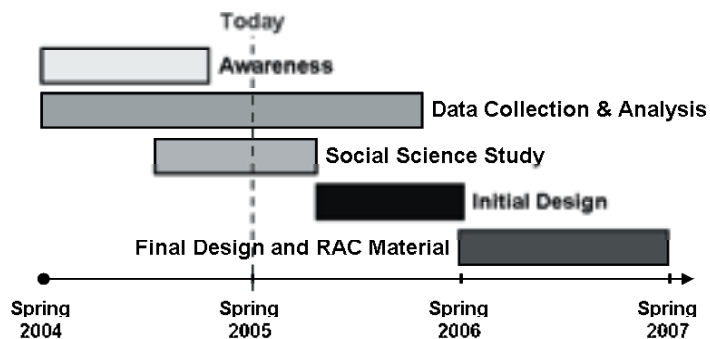 Today
Awareness
Data Collection & Analysis
Social Science Study
Initial Design
Final Design and RAC Material
Spring Spring Spring Spring
2004 2005 2006 2007